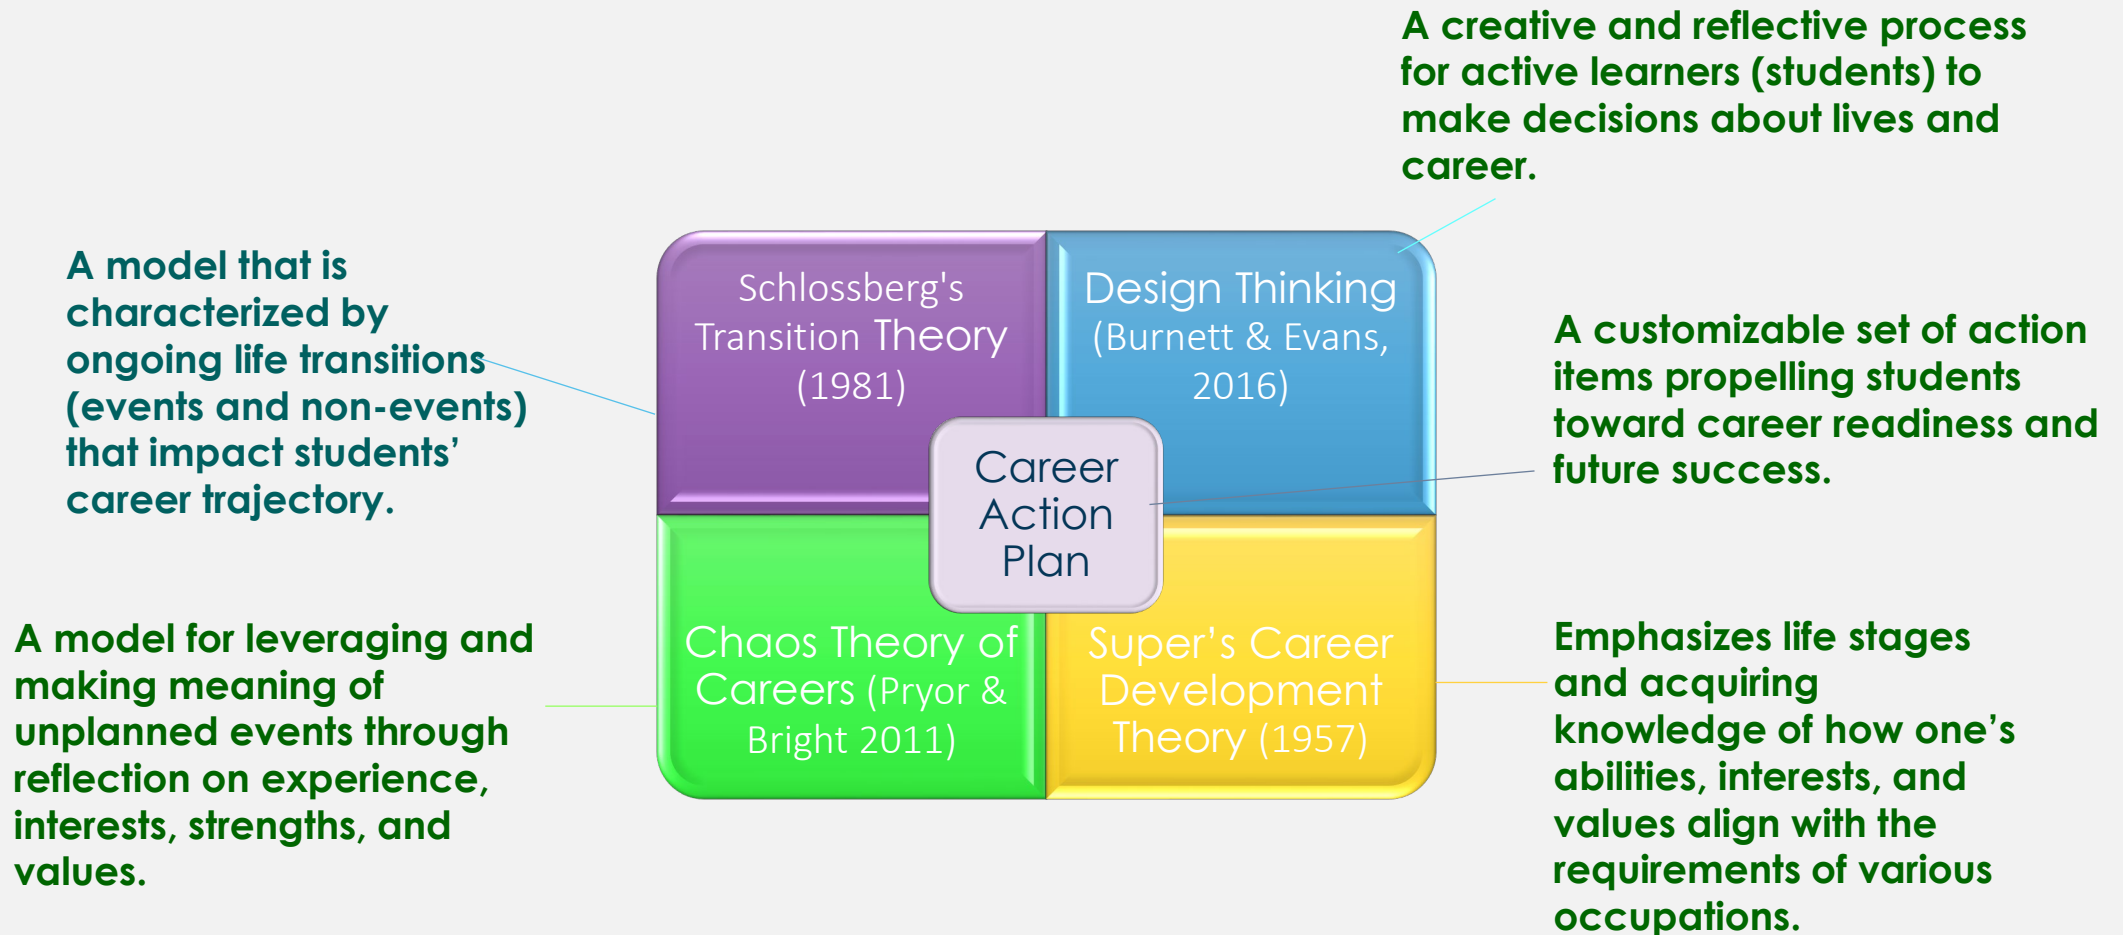 A creative and reflective process
for active learners (students) to
make decisions about lives and
career.
A model that is
characterized by
ongoing life transitions
(events and non-events)
that impact students’
career trajectory.
Schlossberg's
Transition Theory
(1981)
Design Thinking
(Burnett & Evans,
2016)
A customizable set of action
items propelling students
toward career readiness and
future success.
Career
Action
Plan
A model for leveraging and
making meaning of
unplanned events through
reflection on experience,
interests, strengths, and
values.
Chaos Theory of
Careers (Pryor &
Bright 2011)
Super’s Career
Development
Theory (1957)
Emphasizes life stages
and acquiring
knowledge of how one’s
abilities, interests, and
values align with the
requirements of various
occupations.